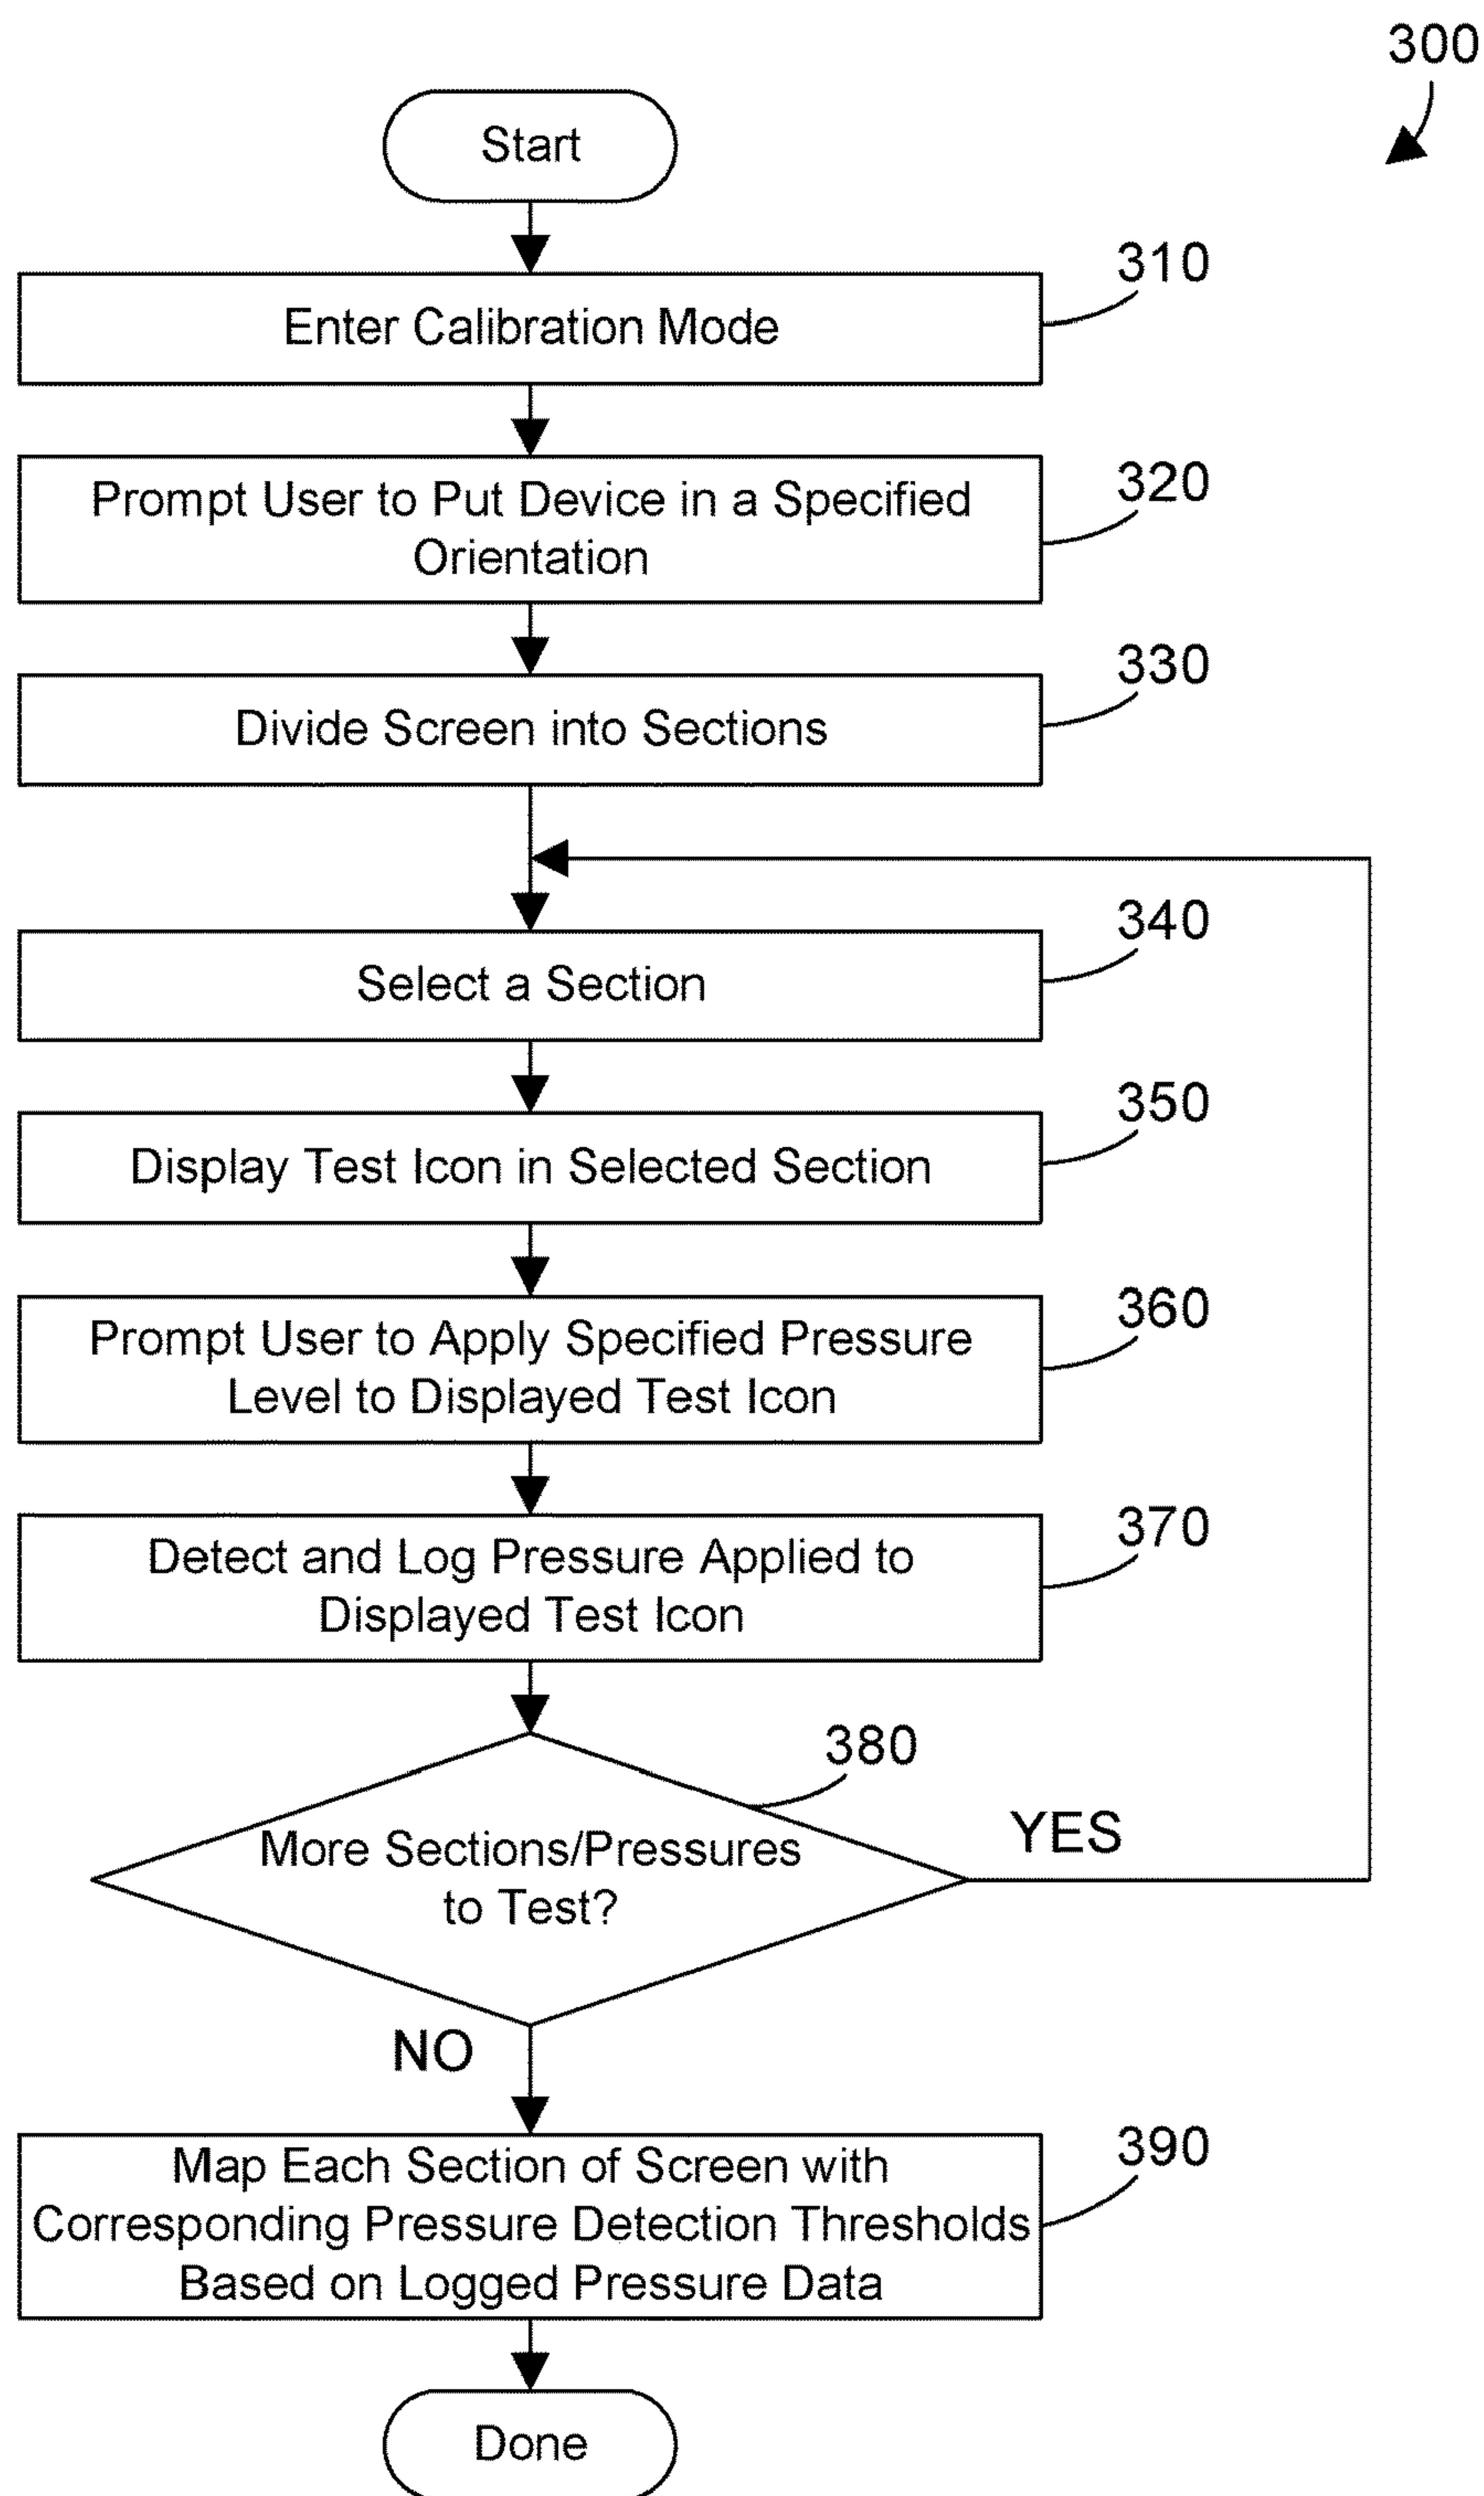 300
Start
310
Enter Calibration Mode
320
Prompt User to Put Device in a Specified
Orientation
330
Divide Screen into Sections
340
Select a Section
350
Display Test Icon in Selected Section
360
Prompt User to Apply Specified Pressure
Level to Displayed Test Icon
370
Detect and Log Pressure Applied to
Displayed Test Icon
380
More Sections/Pressures
to Test?
YES
NO
390
Map Each Section of Screen with
Corresponding Pressure Detection Thresholds
Based on Logged Pressure Data
Done